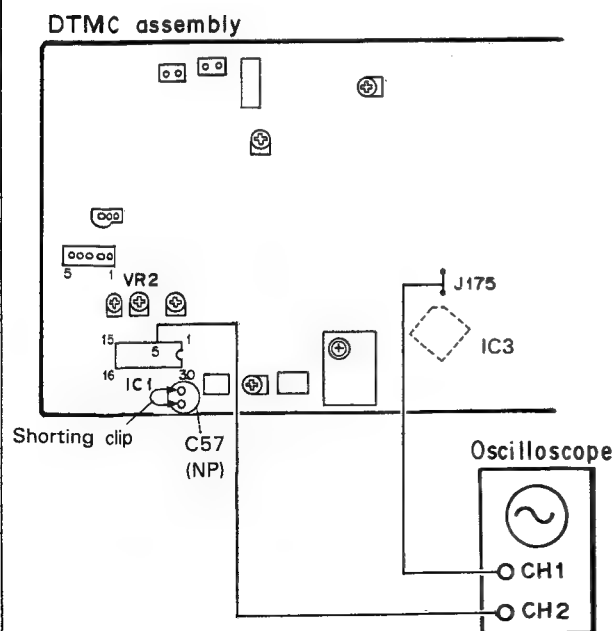 DTMC assembly
5 1
VR2
J175
15 5 1
IC3
16 IC1 30
Shorting clip
C57
(NP)
Oscilloscope
CH1
CH2